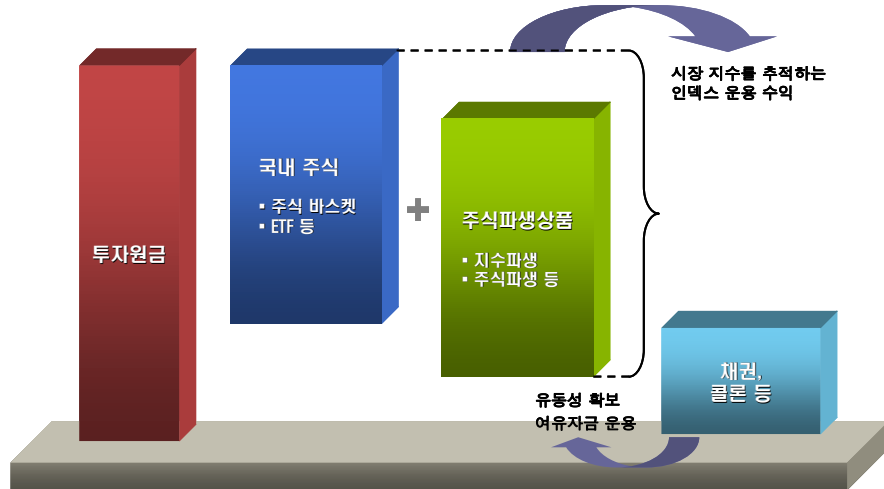 시장 지수를 추적하는
인덱스 운용 수익
국내 주식
▪ 주식 바스켓
▪ ETF 등
투자원금
주식파생상품
▪ 지수파생
▪ 주식파생 등
채권,
콜론 등
유동성 확보
여유자금 운용